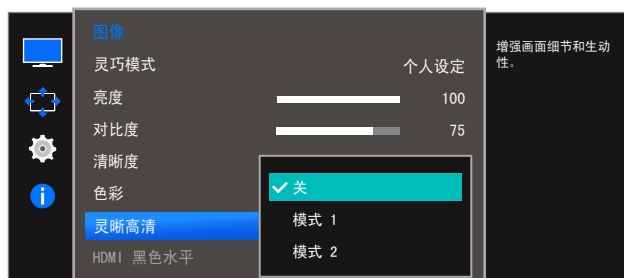 图像
灵巧模式 个人设定
亮度 100
对比度 75
清晰度
色彩
灵晰高清
HDMI 黑色水平
关
模式 1
模式 2
增强画面细节和生动
性。